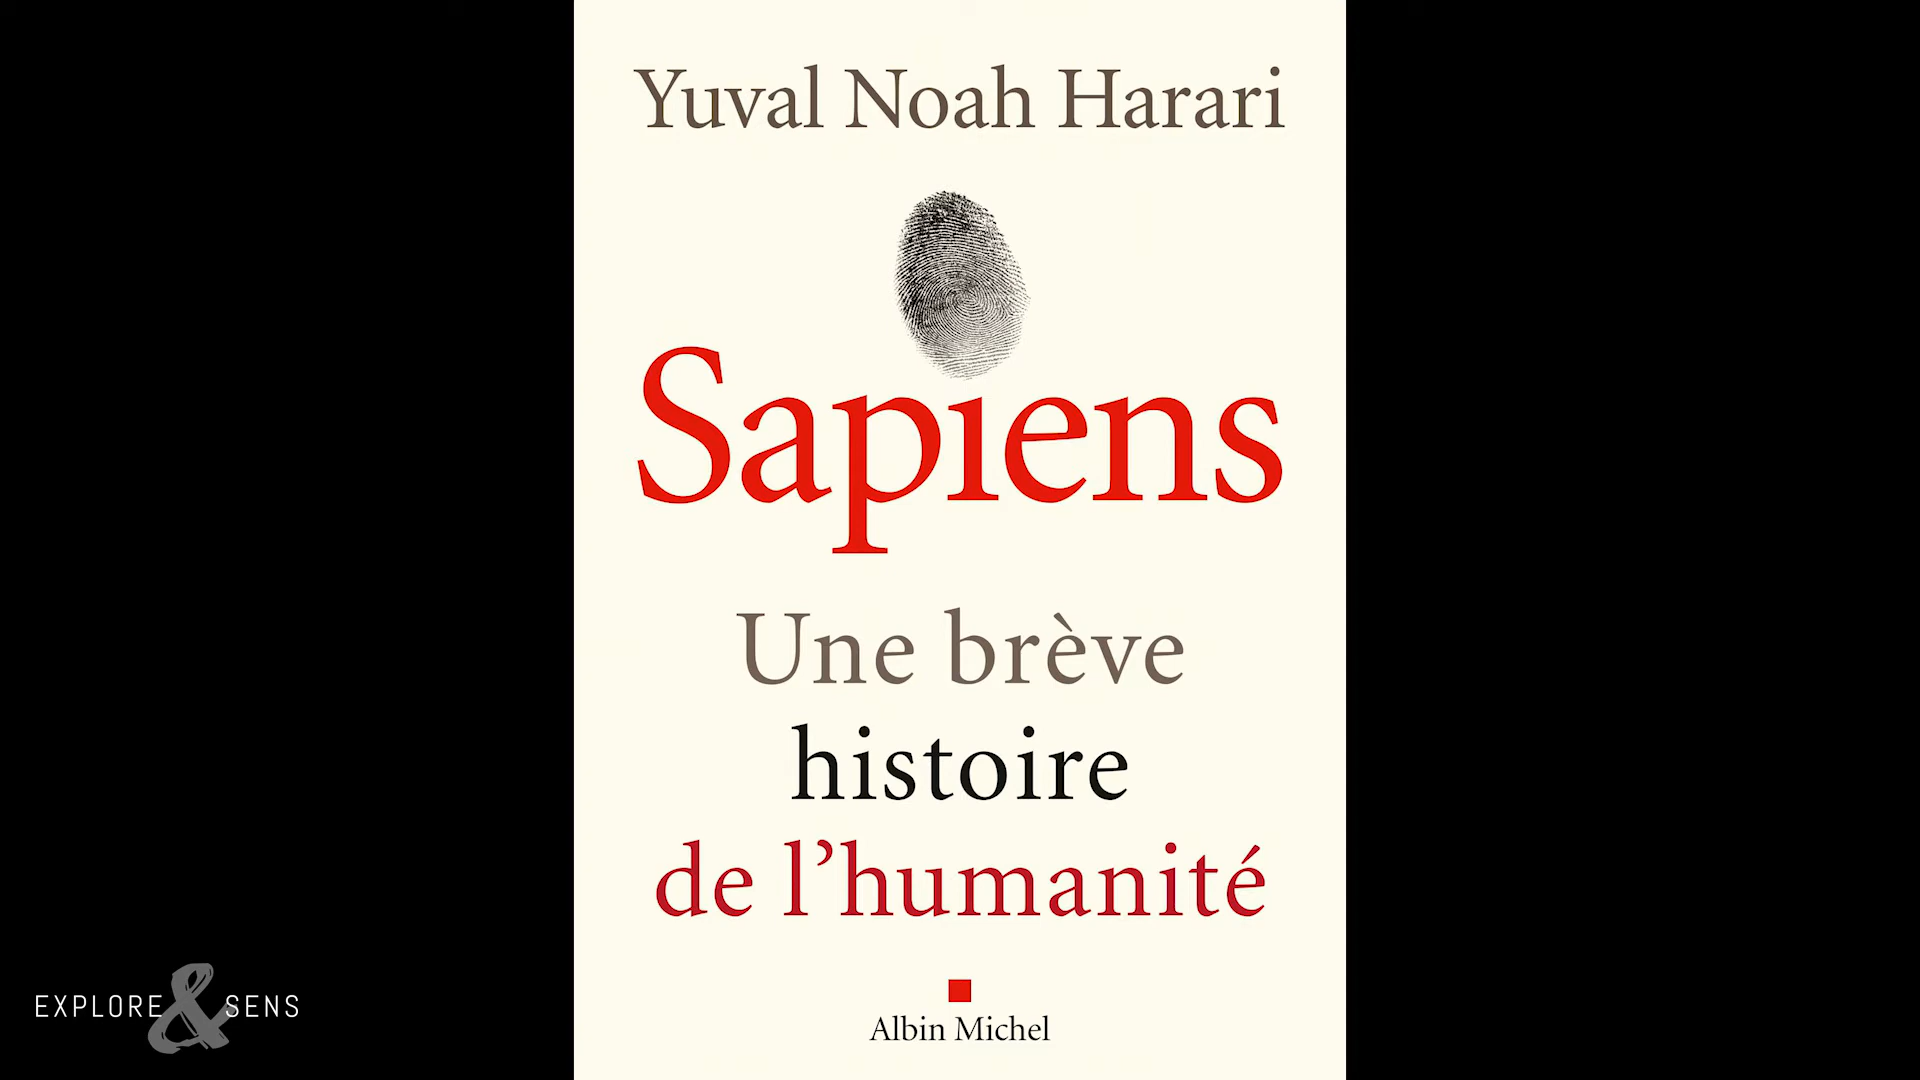 Yuval Noah Harari
Sapiens
Une brève
histoire
de l’humanité
Albin Michel
EXPLORE & SENS